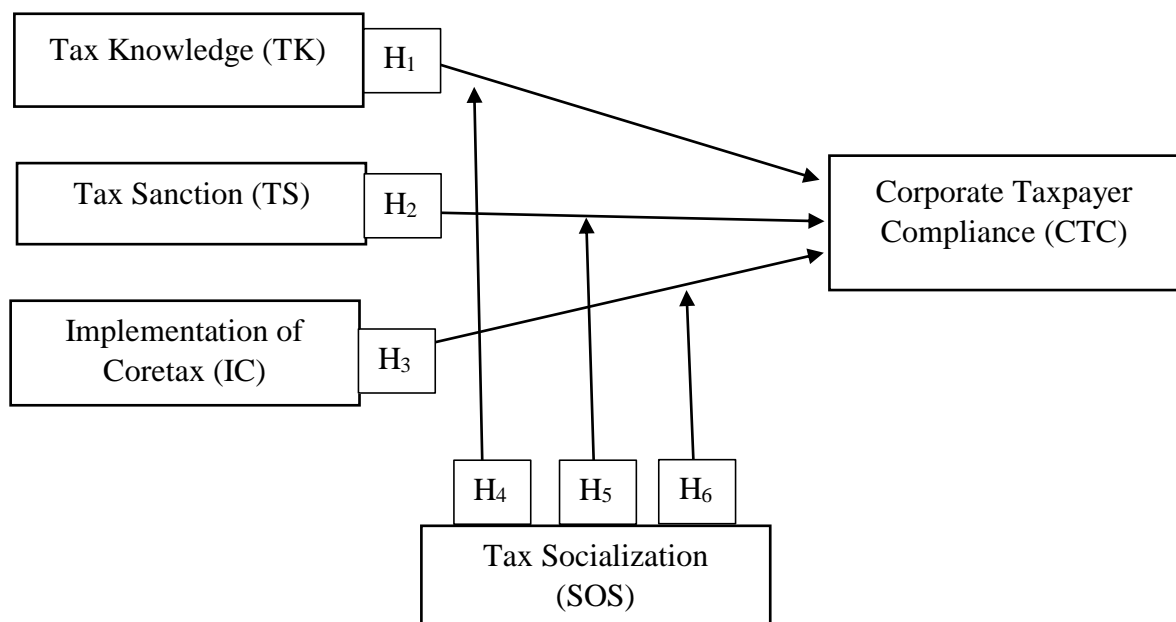 Tax Knowledge (TK)
H₁
Tax Sanction (TS)
H₂
Implementation of
Coretax (IC)
H₃
Corporate Taxpayer
Compliance (CTC)
H₄
H₅
H₆
Tax Socialization
(SOS)